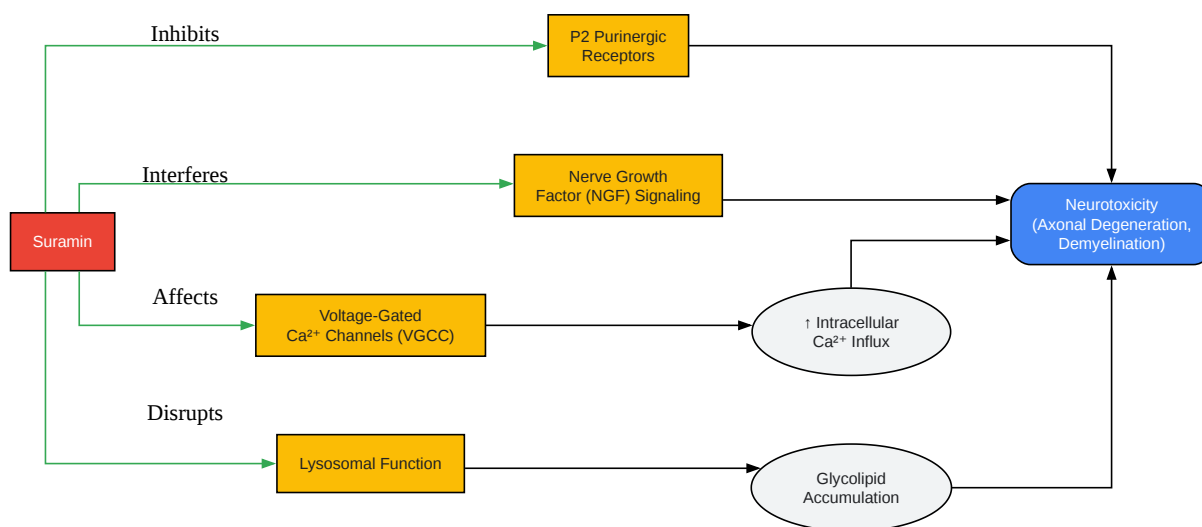 Inhibits
P2 Purinergic
Receptors
Interferes
Nerve Growth
Factor (NGF) Signaling
Neurotoxicity
(Axonal Degeneration,
Demyelination)
Suramin
Affects
Voltage-Gated
Ca²⁺ Channels (VGCC)
↑ Intracellular
Ca²⁺ Influx
Disrupts
Lysosomal Function
Glycolipid
Accumulation